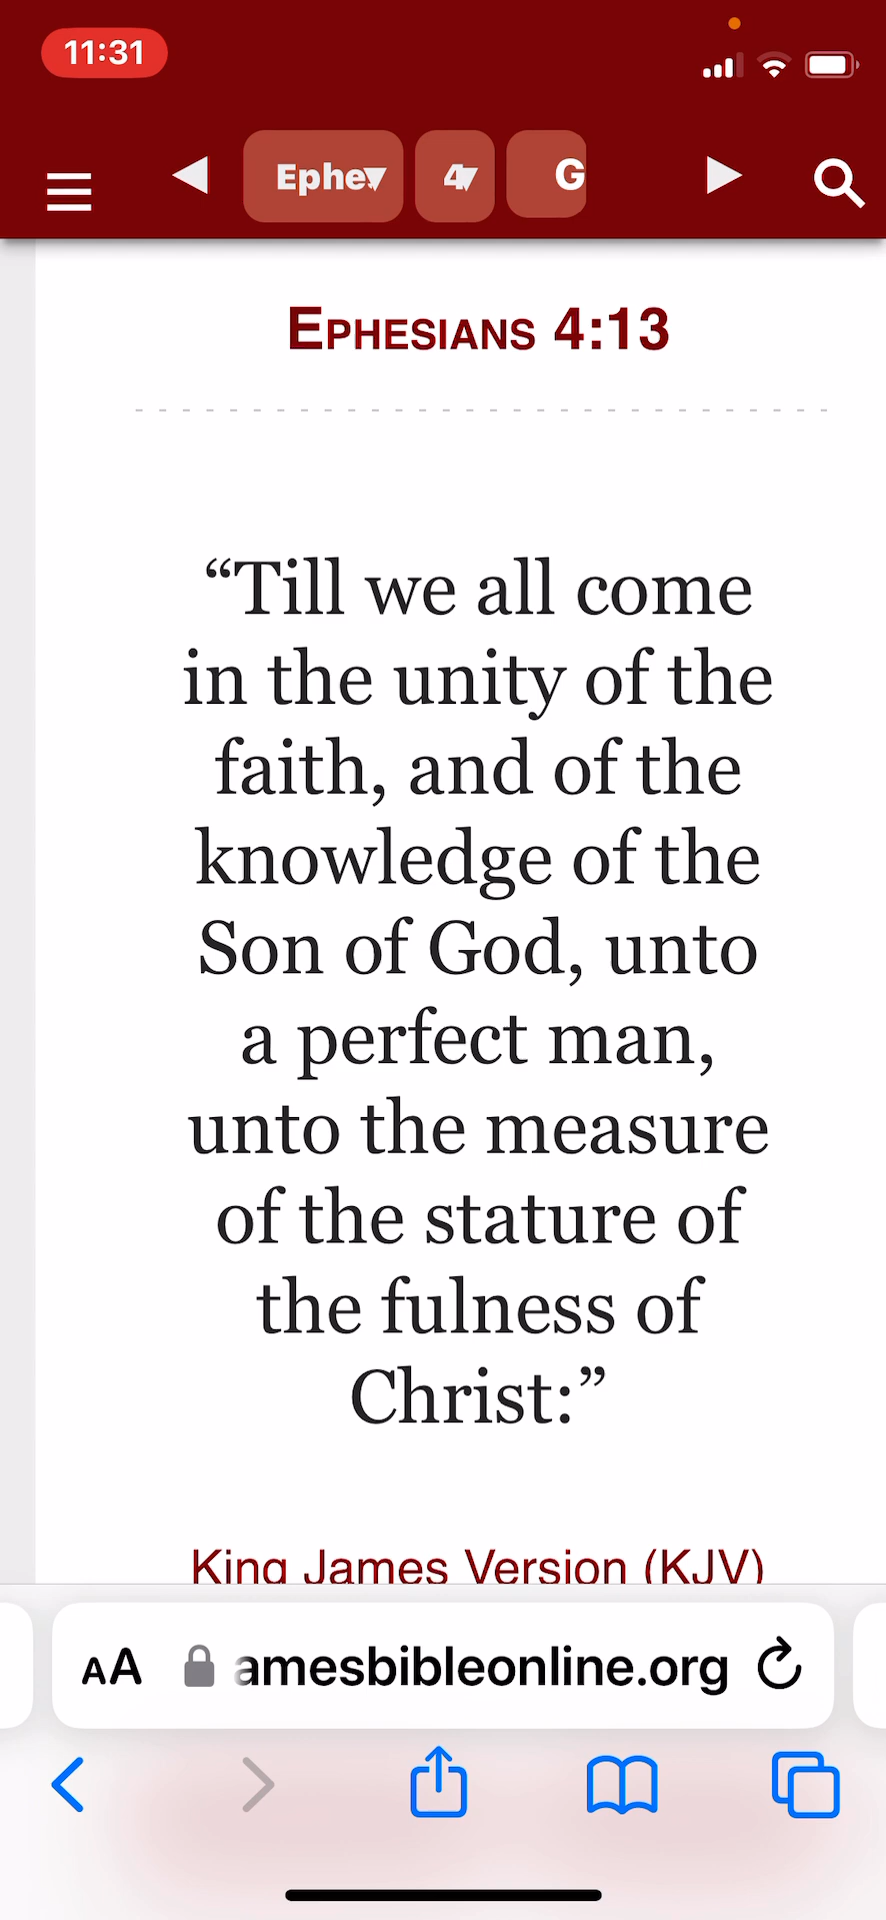 11:31
Ephe
4
G
EPHESIANS 4:13
“Till we all come
in the unity of the
faith, and of the
knowledge of the
Son of God, unto
a perfect man,
unto the measure
of the stature of
the fulness of
Christ:”
King James Version (KJV)
AA amesbibleonline.org